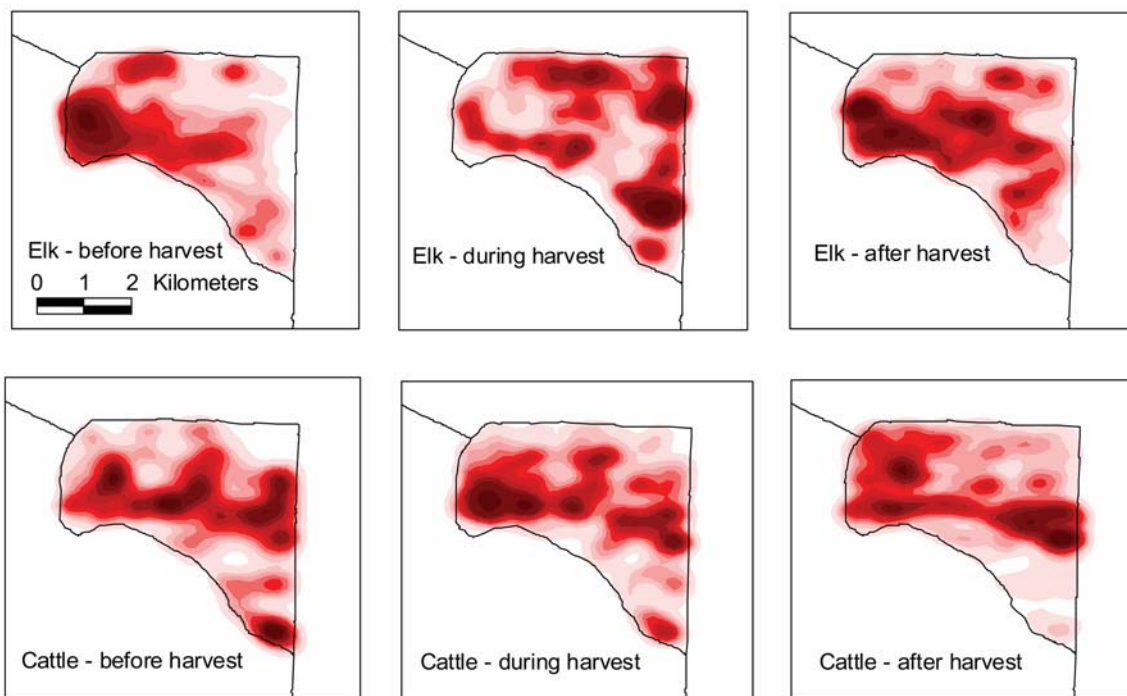 Elk - before harvest
0 1 2 Kilometers
Elk - during harvest
Elk - after harvest
Cattle - before harvest
Cattle - during harvest
Cattle - after harvest